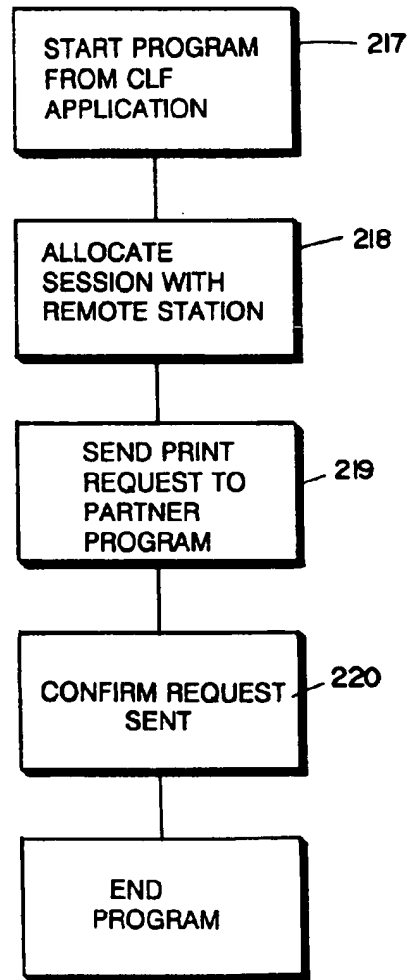 START PROGRAM
FROM CLF
APPLICATION
217
ALLOCATE
SESSION WITH
REMOTE STATION
218
SEND PRINT
REQUEST TO
PARTNER
PROGRAM
219
CONFIRM REQUEST
SENT
220
END
PROGRAM